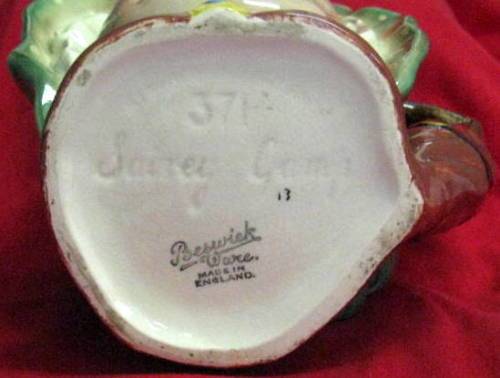 371
Sairey Gamp
13
Beswick
Ware.
MADE IN
ENGLAND.